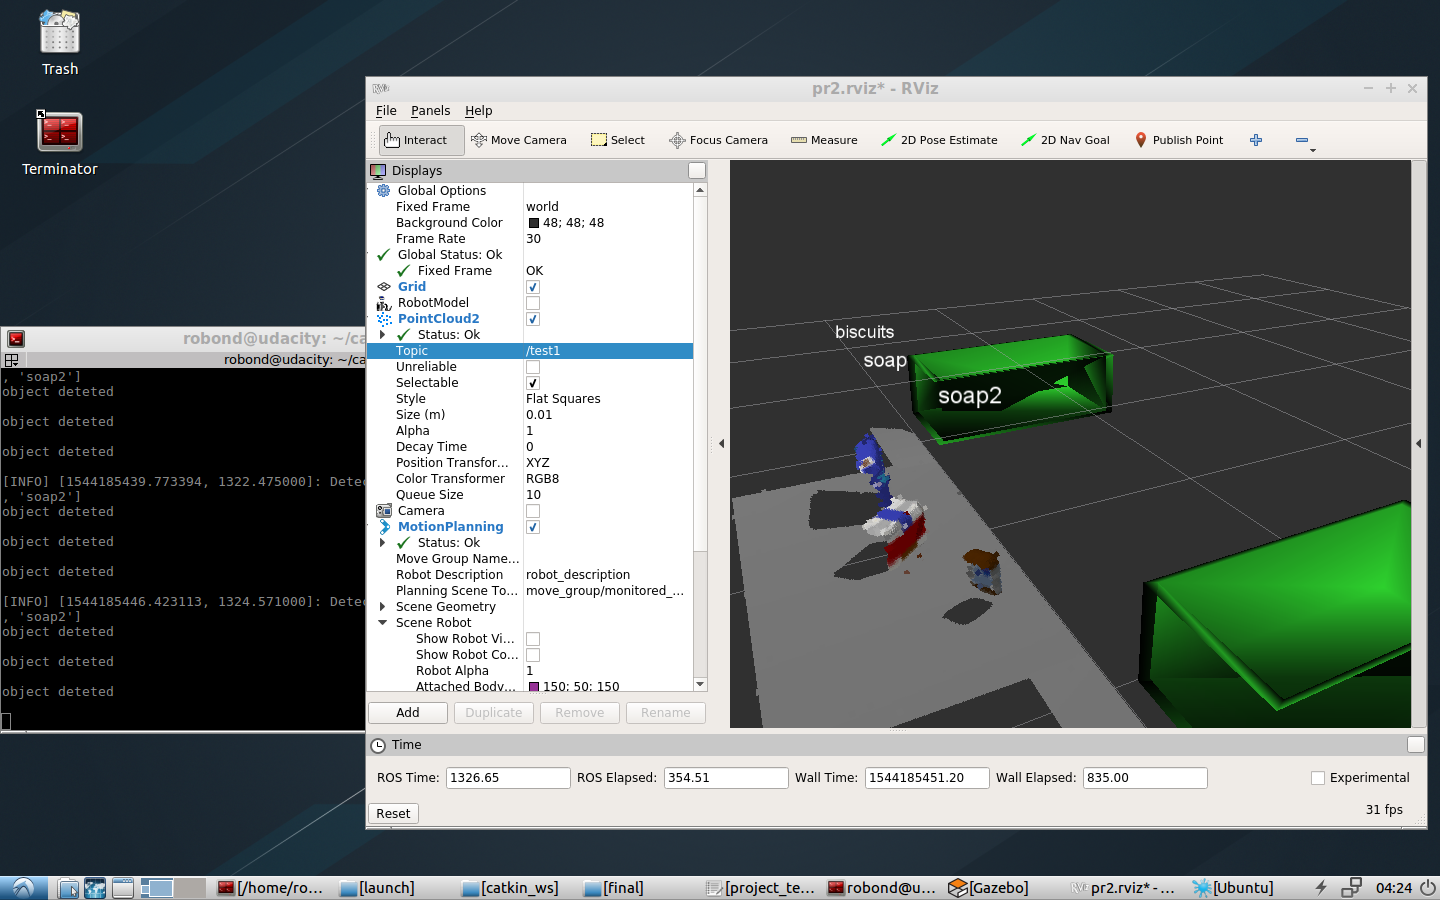 Trash
Terminator
pr2.rviz* - RViz
File Panels Help
Interact Move Camera Select Focus Camera Measure 2D Pose Estimate 2D Nav Goal Publish Point
Displays
Global Options
Fixed Frame world
Background Color 48; 48; 48
Frame Rate 30
Global Status: Ok
Fixed Frame OK
Grid
RobotModel
PointCloud2
Status: Ok
Topic /test1
Unreliable
Selectable
Style Flat Squares
Size (m) 0.01
Alpha 1
Decay Time 0
Position Transfor... XYZ
Color Transformer RGB8
Queue Size 10
Camera
MotionPlanning
Status: Ok
Move Group Name...
Robot Description robot_description
Planning Scene To... move_group/monitored_...
Scene Geometry
Scene Robot
Show Robot Vi...
Show Robot Co...
Robot Alpha 1
Attached Body... 150; 50; 150
Add Duplicate Remove Rename
biscuits
soap
soap2
Time
ROS Time: 1326.65 ROS Elapsed: 354.51 Wall Time: 1544185451.20 Wall Elapsed: 835.00 Experimental
Reset 31 fps
robond@udacity: ~/ca
robond@udacity: ~/ca
, 'soap2']
object deteted
object deteted
object deteted
[INFO] [1544185439.773394, 1322.475000]: Detec
, 'soap2']
object deteted
object deteted
object deteted
[INFO] [1544185446.423113, 1324.571000]: Detec
, 'soap2']
object deteted
object deteted
object deteted
[/home/ro... [launch] [catkin_ws] [final] [project_te... robond@u... [Gazebo] pr2.rviz* -... [Ubuntu] 04:24